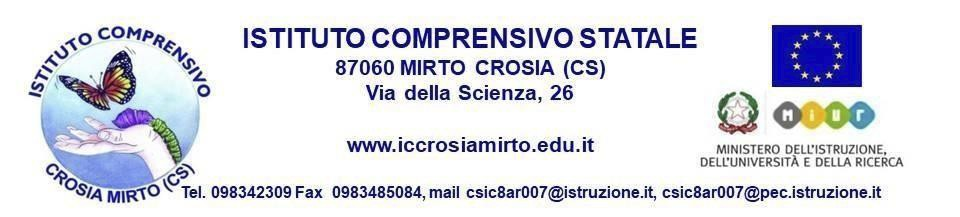 ISTITUTO COMPRENSIVO
CROSIA MIRTO (CS)
ISTITUTO COMPRENSIVO STATALE
87060 MIRTO CROSIA (CS)
Via della Scienza, 26
www.iccrosiamirto.edu.it
miur
MINISTERO DELL'ISTRUZIONE,
DELL'UNIVERSITÀ E DELLA RICERCA
Tel. 098342309 Fax 0983485084, mail csic8ar007@istruzione.it, csic8ar007@pec.istruzione.it